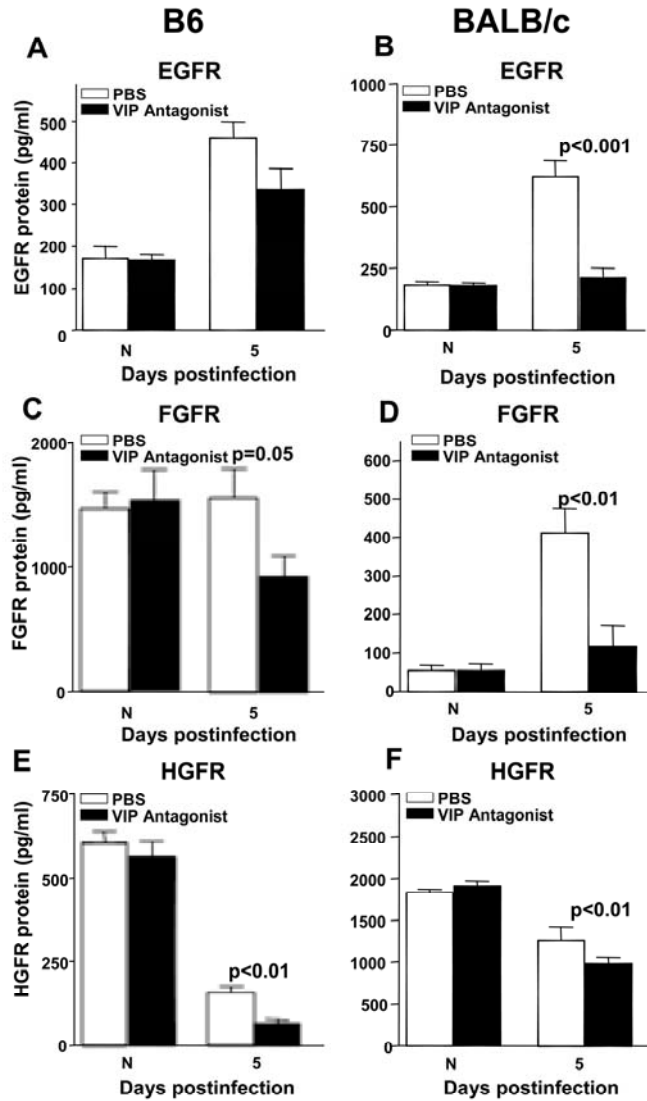 B6
BALB/c
A
EGFR
PBS
VIP Antagonist
EGFR protein (pg/ml)
500
400
300
200
100
0
N
5
Days postinfection
B
EGFR
PBS
VIP Antagonist
p<0.001
1000
750
500
250
0
N
5
Days postinfection
C
FGFR
PBS
VIP Antagonist
p=0.05
FGFR protein (pg/ml)
2000
1000
0
N
5
Days postinfection
D
FGFR
PBS
VIP Antagonist
p<0.01
600
500
400
300
200
100
0
N
5
Days postinfection
E
HGFR
PBS
VIP Antagonist
p<0.01
HGFR protein (pg/ml)
750
500
250
0
N
5
Days postinfection
F
HGFR
PBS
VIP Antagonist
p<0.01
3000
2500
2000
1500
1000
500
0
N
5
Days postinfection